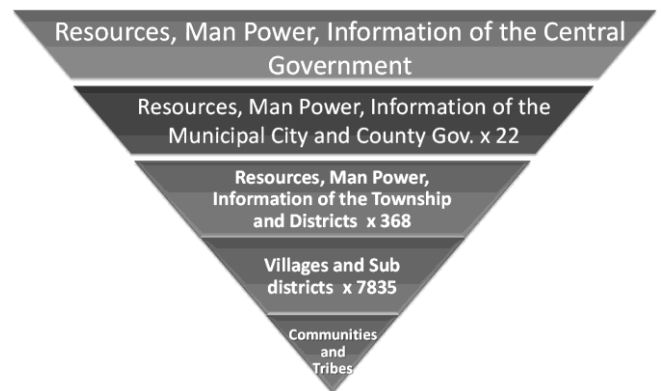 Resources, Man Power, Information of the Central
Government
Resources, Man Power, Information of the
Municipal City and County Gov. x 22
Resources, Man Power,
Information of the Township
and Districts x 368
Villages and Sub
districts x 7835
Communities
and
Tribes